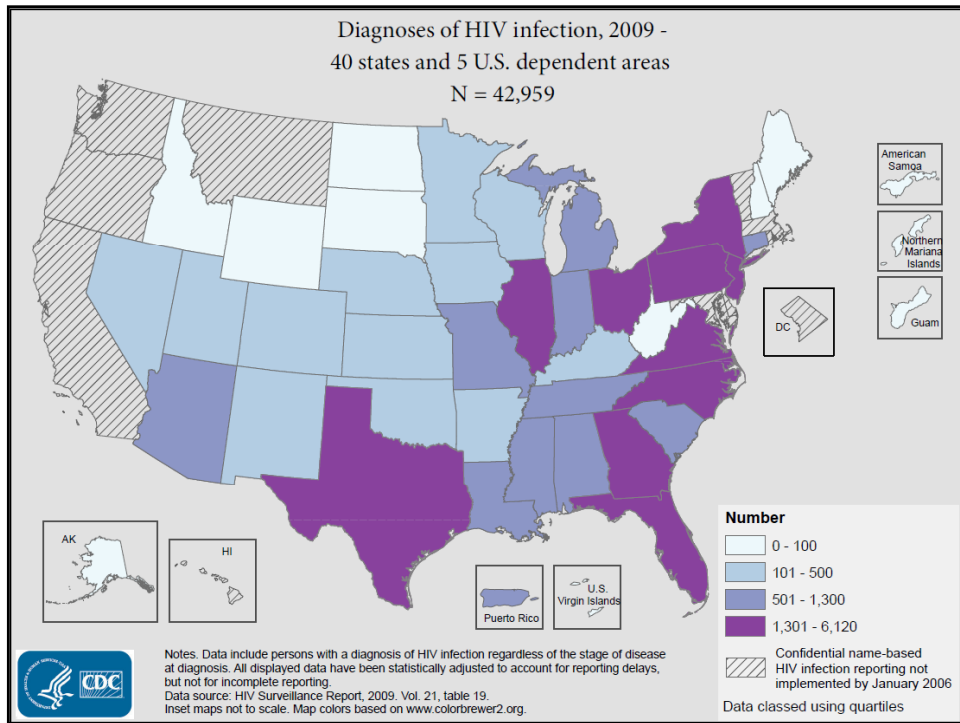 Diagnoses of HIV infection, 2009 -
40 states and 5 U.S. dependent areas
N = 42,959
American
Samoa
Northern
Mariana
Islands
Guam
DC
AK
HI
Puerto Rico
U.S.
Virgin Islands
Number
0 - 100
101 - 500
501 - 1,300
1,301 - 6,120
Confidential name-based
HIV infection reporting not
implemented by January 2006
Data classed using quartiles
CDC
Notes. Data include persons with a diagnosis of HIV infection regardless of the stage of disease
at diagnosis. All displayed data have been statistically adjusted to account for reporting delays,
but not for incomplete reporting.
Data source: HIV Surveillance Report, 2009. Vol. 21, table 19.
Inset maps not to scale. Map colors based on www.colorbrewer2.org.